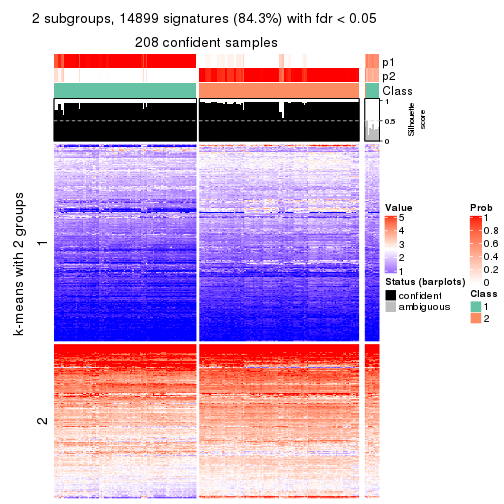 2 subgroups, 14899 signatures (84.3%) with fdr < 0.05
208 confident samples
p1
p2
Class
1
0.5
0
Silhouette
score
k-means with 2 groups
1
2
Value
5
4
3
2
1
Status (barplots)
confident
ambiguous
Prob
1
0.8
0.6
0.4
0.2
0
Class
1
2